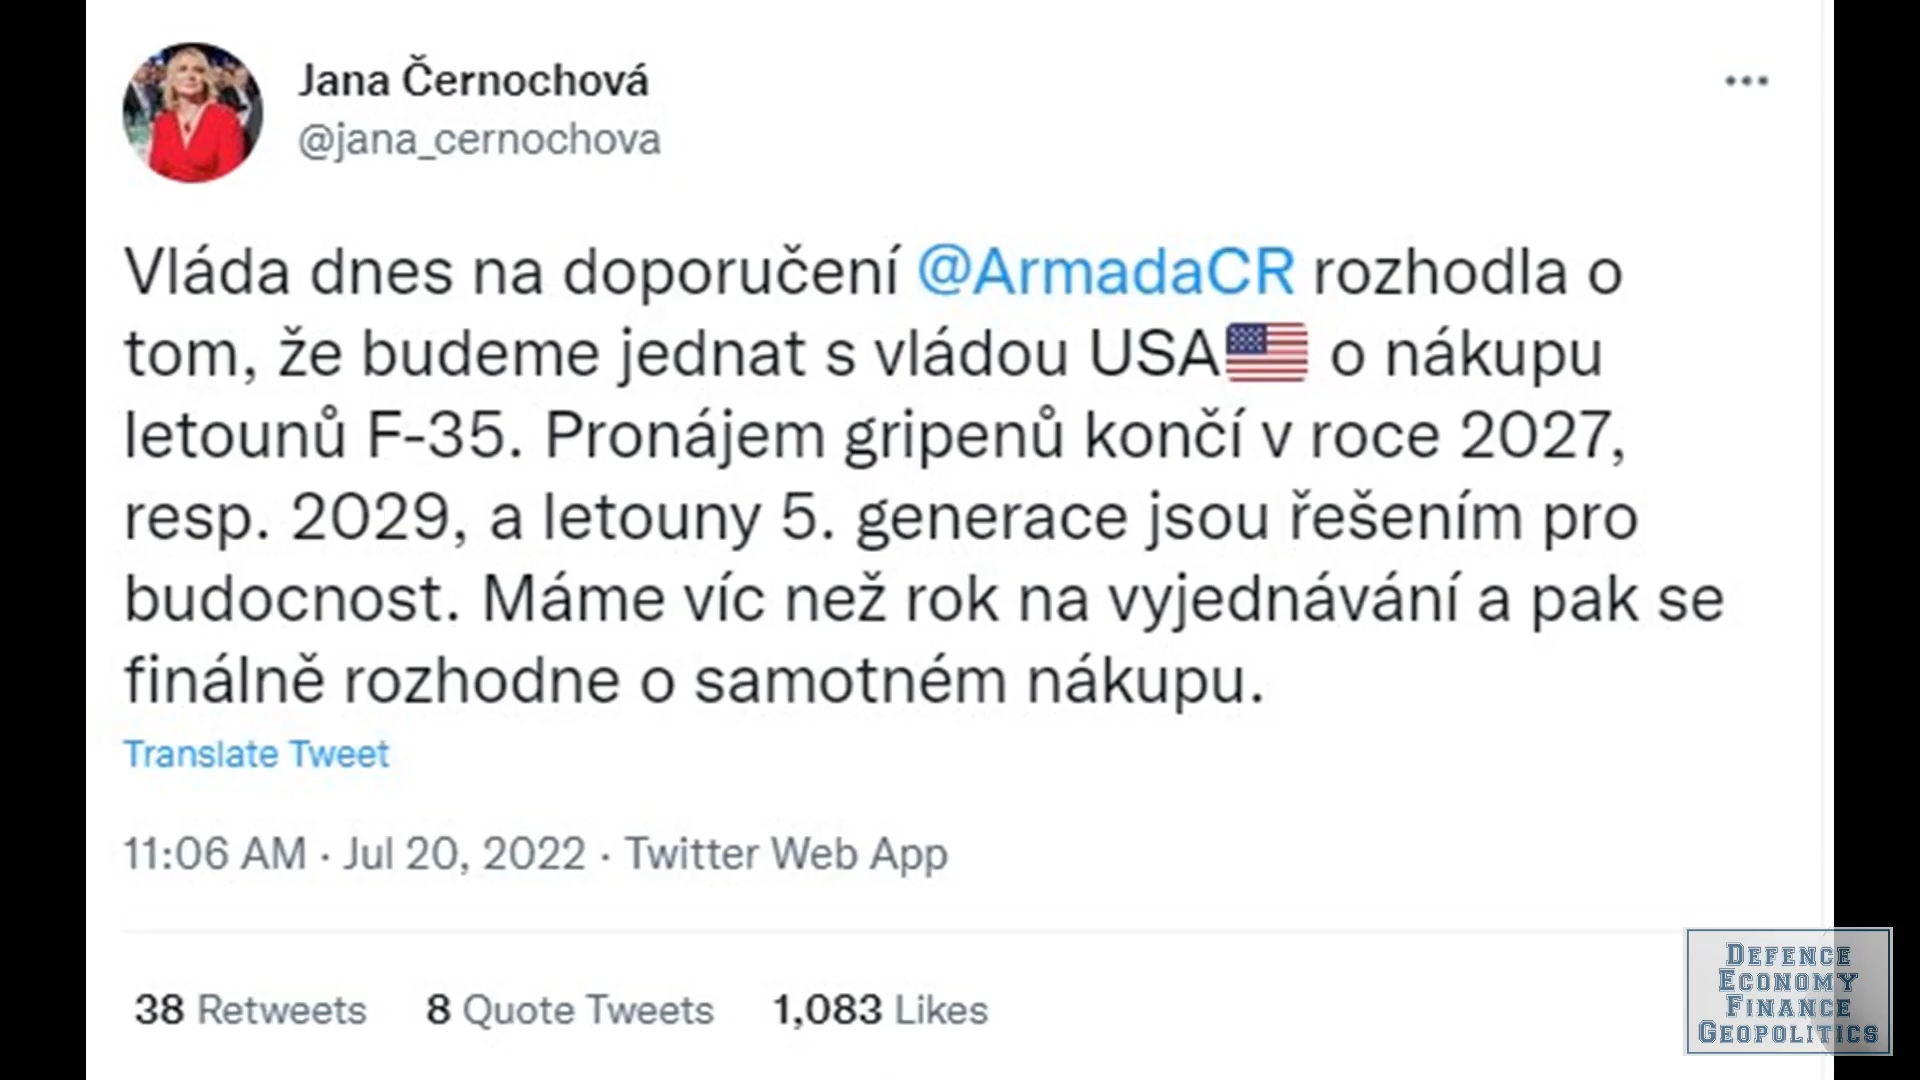 Jana Černochová
@jana_cernochova
Vláda dnes na doporučení @ArmadaCR rozhodla o
tom, že budeme jednat s vládou USA🇺🇸 o nákupu
letounů F-35. Pronájem gripenů končí v roce 2027,
resp. 2029, a letouny 5. generace jsou řešením pro
budocnost. Máme víc než rok na vyjednávání a pak se
finálně rozhodne o samotném nákupu.
Translate Tweet
11:06 AM · Jul 20, 2022 · Twitter Web App
38 Retweets 8 Quote Tweets 1,083 Likes
DEFENCE
ECONOMY
FINANCE
GEOPOLITICS